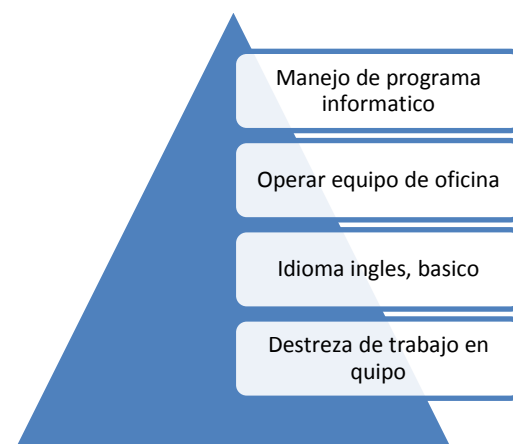 Manejo de programa
informatico
Operar equipo de oficina
Idioma ingles, basico
Destreza de trabajo en
quipo